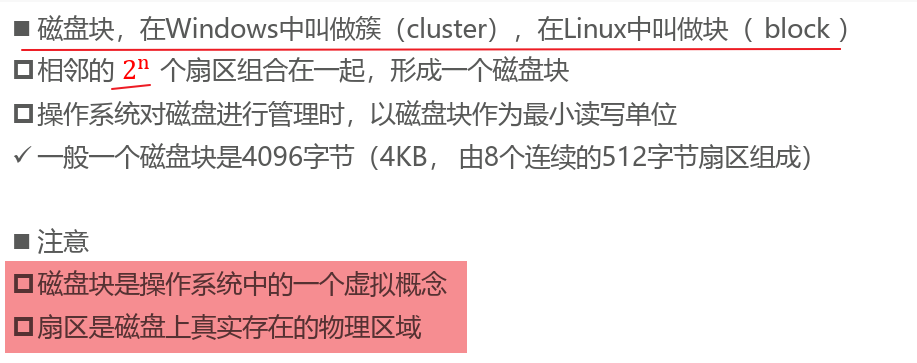 ■ 磁盘块，在Windows中叫做簇（cluster），在Linux中叫做块（ block ）
相邻的 2ⁿ 个扇区组合在一起，形成一个磁盘块
操作系统对磁盘进行管理时，以磁盘块作为最小读写单位
✓ 一般一个磁盘块是4096字节（4KB， 由8个连续的512字节扇区组成）
■ 注意
磁盘块是操作系统中的一个虚拟概念
扇区是磁盘上真实存在的物理区域